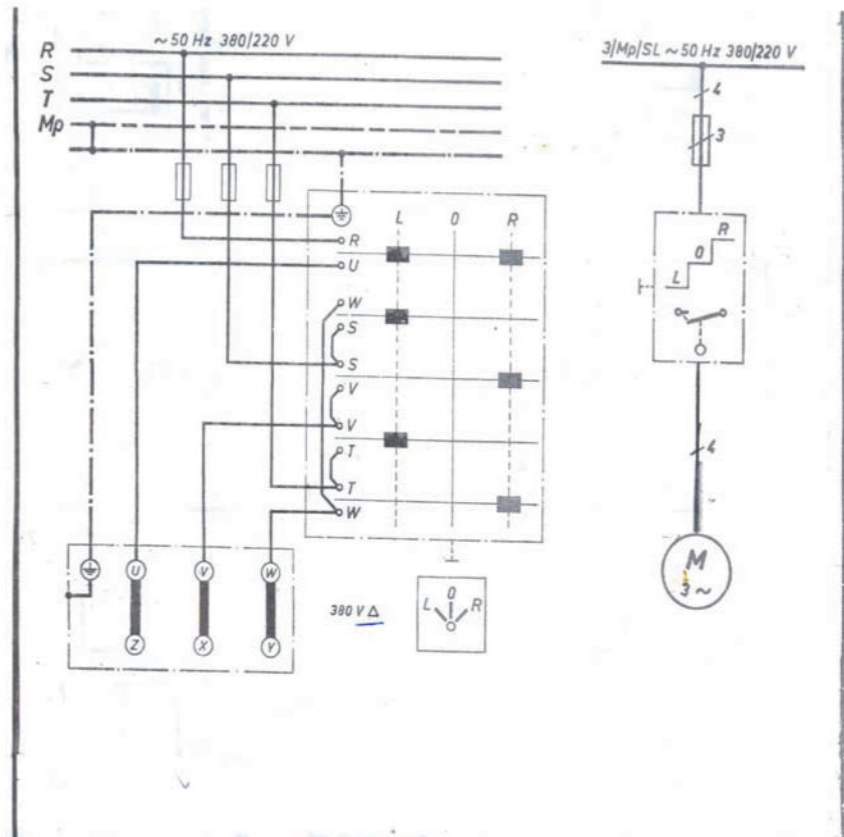 ~50 Hz 380/220 V
R
S
T
Mp
L 0 R
R
U
W
S
S
V
V
T
T
W
U V W
Z X Y
380 V Δ
L 0 R
3/Mp/SL ~50 Hz 380/220 V
4
3
R
0
L
4
M
3~